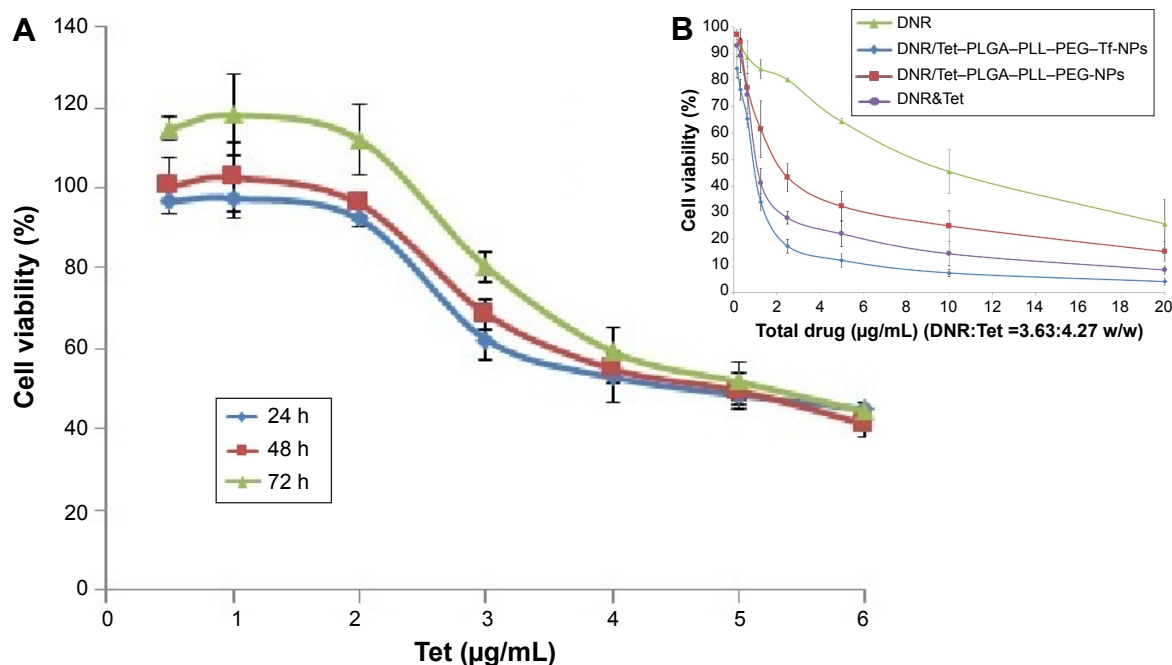 A
140
120
100
80
60
40
20
0
Cell viability (%)
0 1 2 3 4 5 6
Tet (µg/mL)
24 h
48 h
72 h
B
100
90
80
70
60
50
40
30
20
10
0
Cell viability (%)
0 2 4 6 8 10 12 14 16 18 20
Total drug (µg/mL) (DNR:Tet =3.63:4.27 w/w)
DNR
DNR/Tet–PLGA–PLL–PEG–Tf-NPs
DNR/Tet–PLGA–PLL–PEG-NPs
DNR&Tet